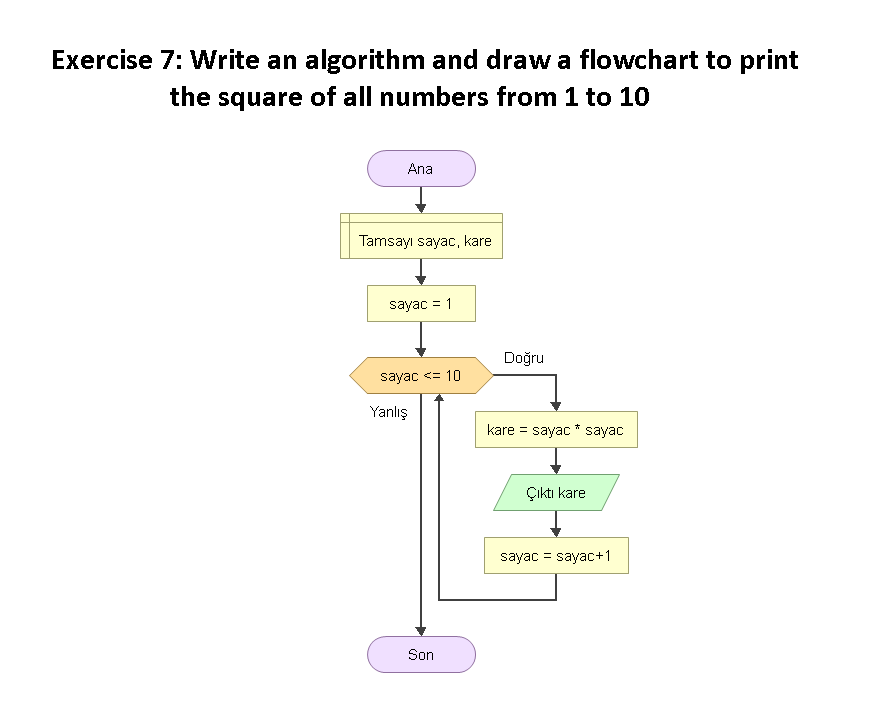 Exercise 7: Write an algorithm and draw a flowchart to print
the square of all numbers from 1 to 10
Ana
Tamsayı sayac, kare
sayac = 1
sayac <= 10
Doğru
Yanlış
kare = sayac * sayac
Çıktı kare
sayac = sayac+1
Son